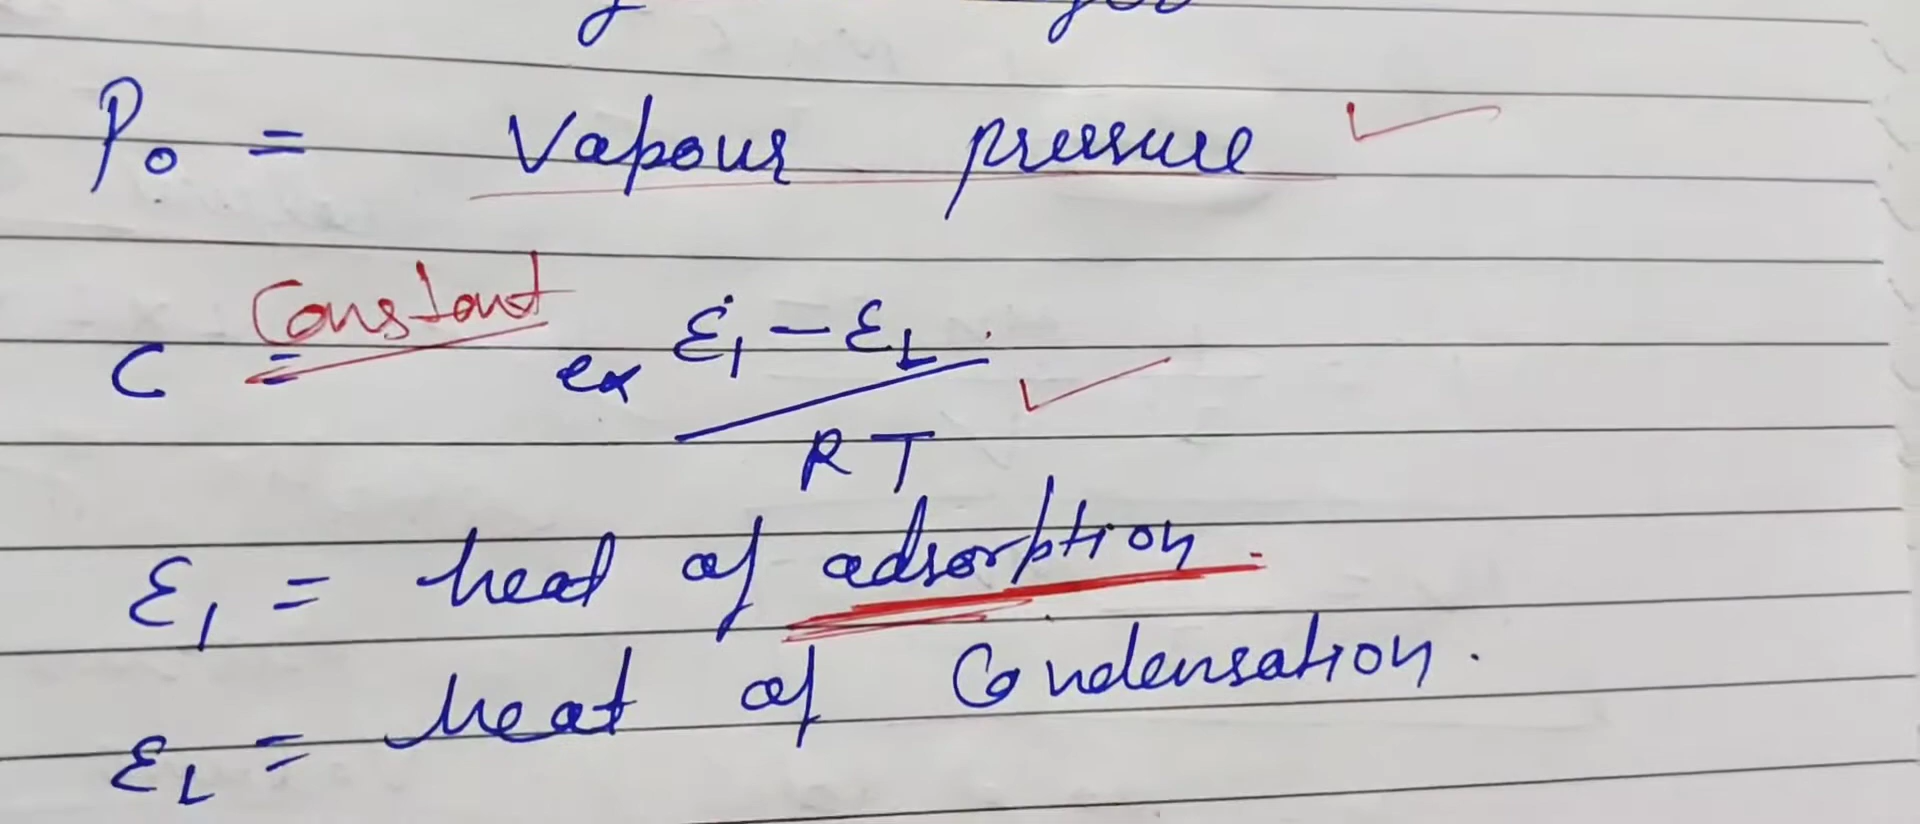 P₀ = Vapour pressure
Constant
C = ex (ε₁ - ε_L) / RT
ε₁ = heat of adsorption.
ε_L = heat of Condensation.